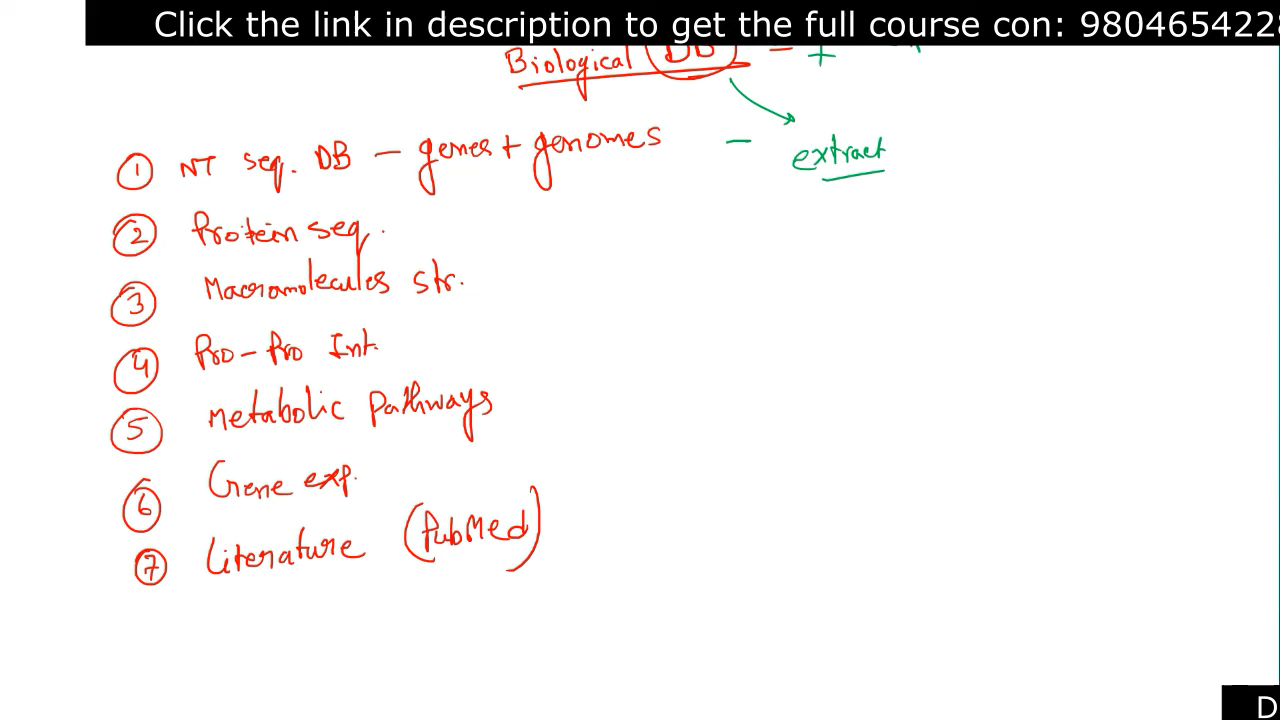 Click the link in description to get the full course con: 980465422
Biological DB - +
① NT seq. DB - genes + genomes - extract
② Protein seq.
③ Macromolecules str.
④ Pro-Pro Int.
⑤ Metabolic Pathways
⑥ Gene exp.
⑦ Literature (PubMed)
D